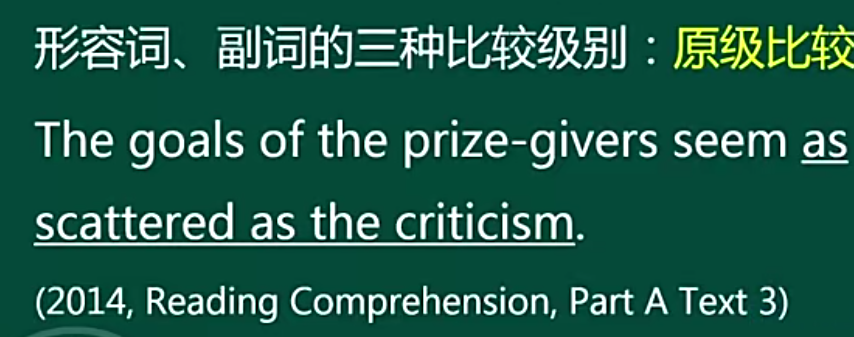 形容词、副词的三种比较级别：原级比较
The goals of the prize-givers seem as
scattered as the criticism.
(2014, Reading Comprehension, Part A Text 3)